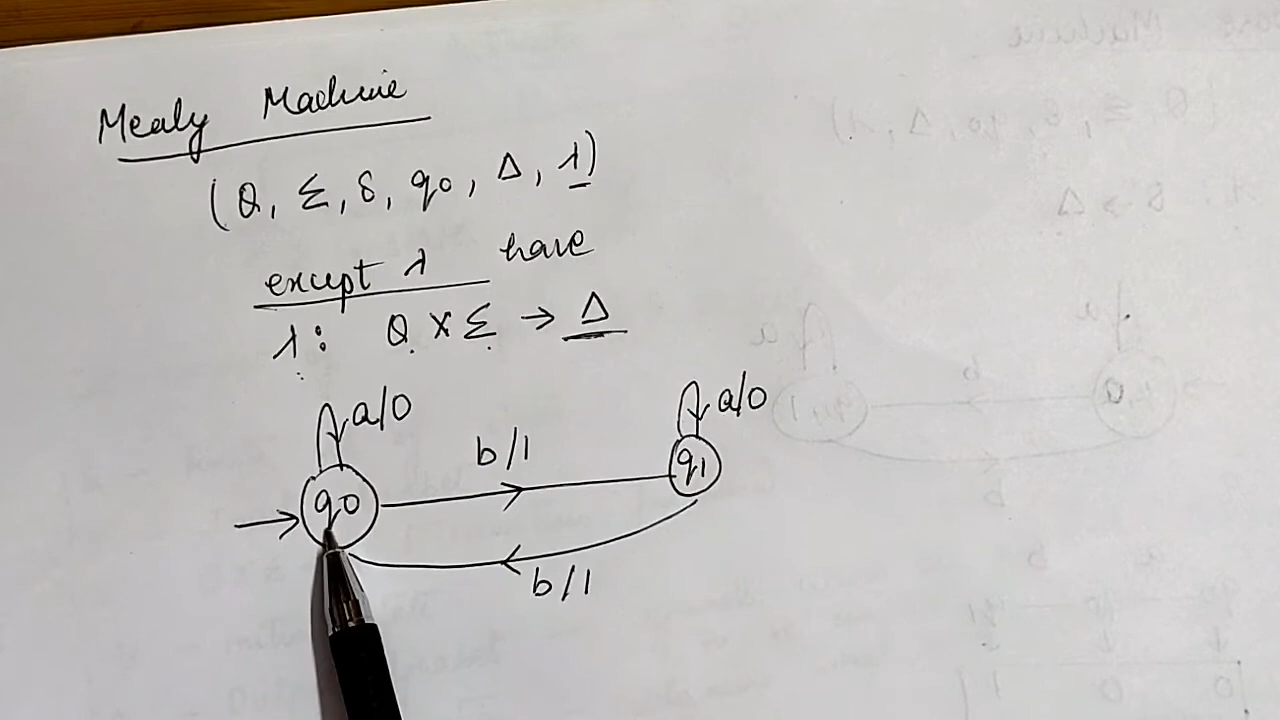 Mealy Machine
(Q, Σ, δ, q0, Δ, λ)
except λ have
λ: Q × Σ → Δ
a/0
a/0
b/1
q0
q1
b/1